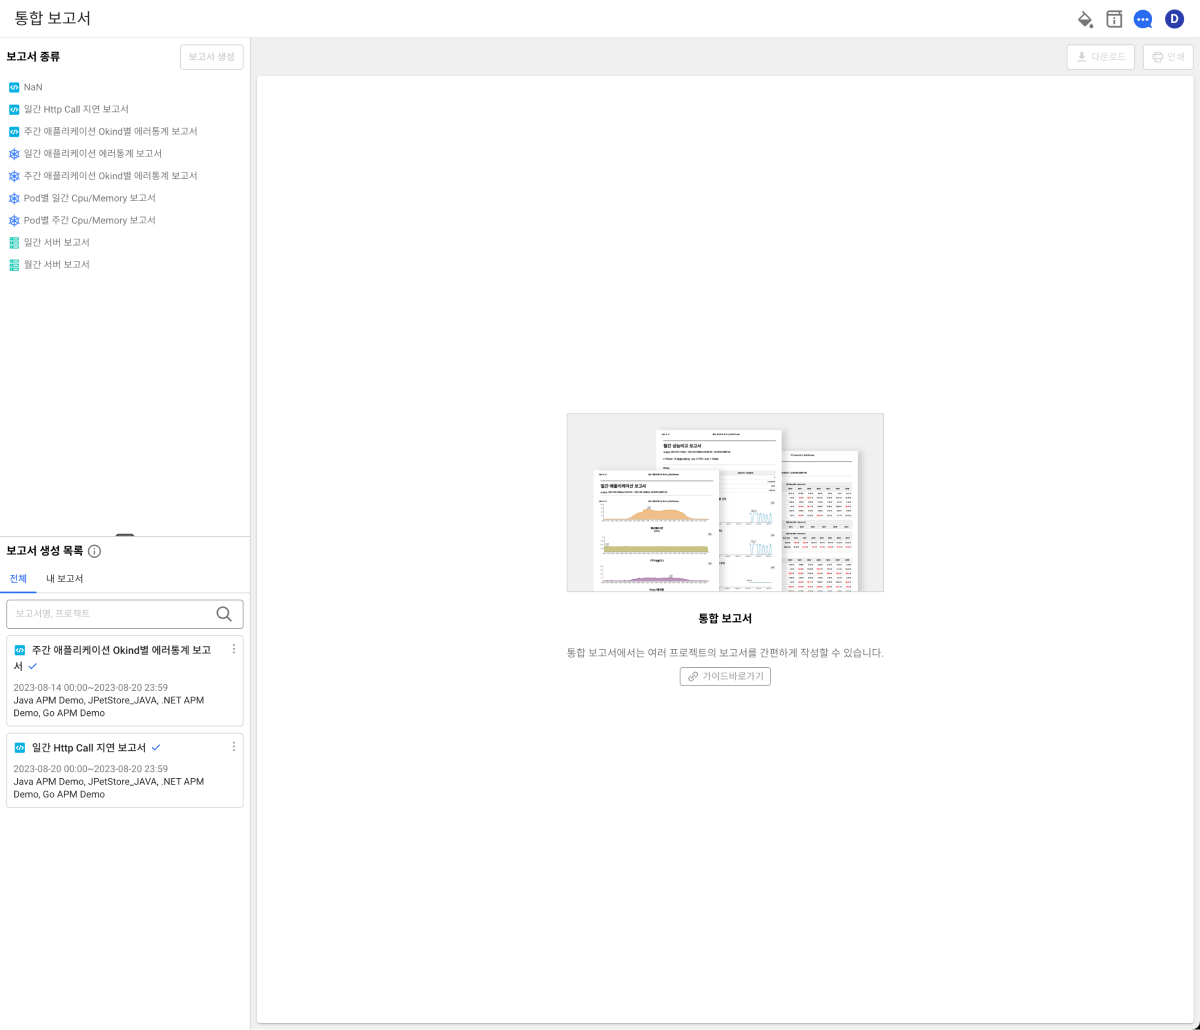 통합 보고서
D
보고서 종류
보고서 생성
다운로드
인쇄
NaN
일간 Http Call 지연 보고서
주간 애플리케이션 Okind별 에러통계 보고서
일간 애플리케이션 에러통계 보고서
주간 애플리케이션 Okind별 에러통계 보고서
Pod별 일간 Cpu/Memory 보고서
Pod별 주간 Cpu/Memory 보고서
일간 서버 보고서
월간 서버 보고서
월간 성능비교 보고서
일간 애플리케이션 보고서
통합 보고서
통합 보고서에서는 여러 프로젝트의 보고서를 간편하게 작성할 수 있습니다.
가이드바로가기
보고서 생성 목록
전체
내 보고서
보고서명, 프로젝트
주간 애플리케이션 Okind별 에러통계 보고
서
2023-08-14 00:00~2023-08-20 23:59
Java APM Demo, JPetStore_JAVA, .NET APM
Demo, Go APM Demo
일간 Http Call 지연 보고서
2023-08-20 00:00~2023-08-20 23:59
Java APM Demo, JPetStore_JAVA, .NET APM
Demo, Go APM Demo